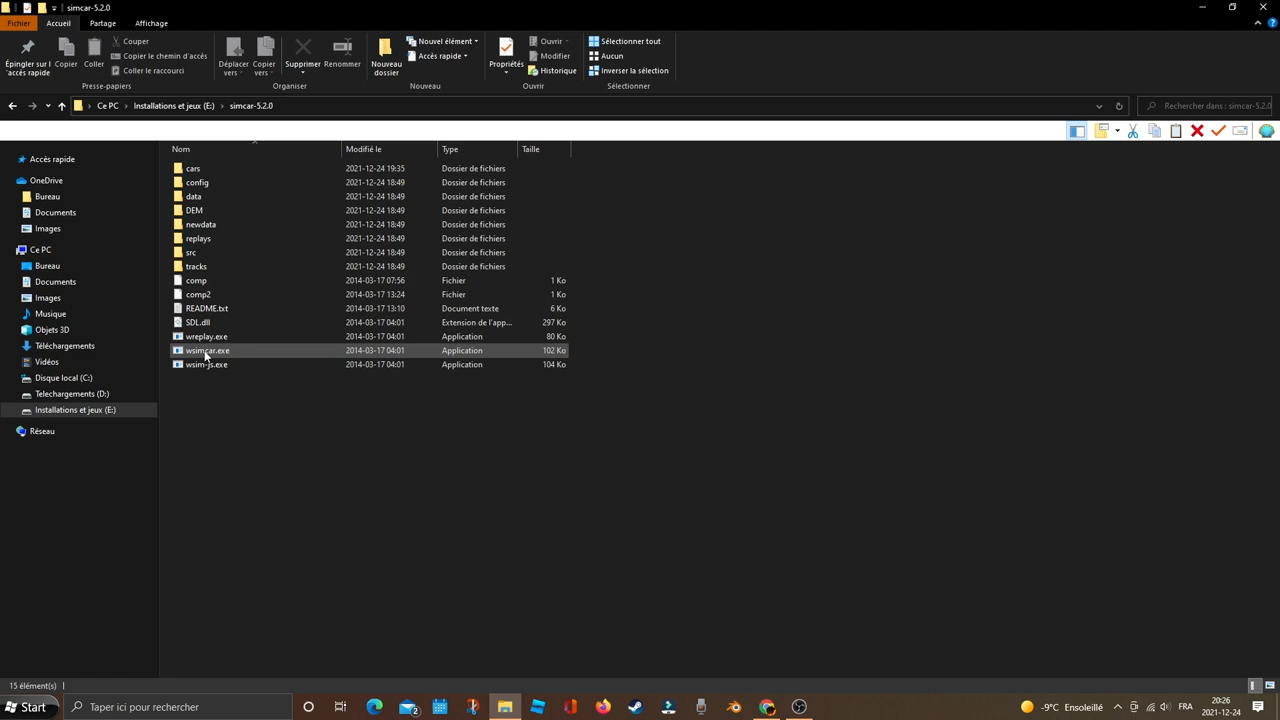 simcar-5.2.0
Fichier Accueil Partage Affichage
Épingler sur l'accès rapide
Copier
Coller
Couper
Copier le chemin d'accès
Coller le raccourci
Presse-papiers
Déplacer vers
Copier vers
Supprimer
Renommer
Organiser
Nouveau dossier
Nouvel élément
Accès rapide
Nouveau
Propriétés
Ouvrir
Modifier
Historique
Ouvrir
Sélectionner tout
Aucun
Inverser la sélection
Sélectionner
Ce PC > Installations et jeux (E:) > simcar-5.2.0
Rechercher dans : simcar-5.2.0
Nom Modifié le Type Taille
Accès rapide
OneDrive
Bureau
Documents
Images
Ce PC
Bureau
Documents
Images
Musique
Objets 3D
Téléchargements
Vidéos
Disque local (C:)
Telechargements (D:)
Installations et jeux (E:)
Réseau
cars 2021-12-24 19:35 Dossier de fichiers
config 2021-12-24 18:49 Dossier de fichiers
data 2021-12-24 18:49 Dossier de fichiers
DEM 2021-12-24 18:49 Dossier de fichiers
newdata 2021-12-24 18:49 Dossier de fichiers
replays 2021-12-24 18:49 Dossier de fichiers
src 2021-12-24 18:49 Dossier de fichiers
tracks 2021-12-24 18:49 Dossier de fichiers
comp 2014-03-17 07:56 Fichier 1 Ko
comp2 2014-03-17 13:24 Fichier 1 Ko
README.txt 2014-03-17 13:10 Document texte 6 Ko
SDL.dll 2014-03-17 04:01 Extension de l'app... 297 Ko
wreplay.exe 2014-03-17 04:01 Application 80 Ko
wsimcar.exe 2014-03-17 04:01 Application 102 Ko
wsim-js.exe 2014-03-17 04:01 Application 104 Ko
15 élément(s)
Start
Taper ici pour rechercher
2
-9°C Ensoleillé
FRA
20:26
2021-12-24